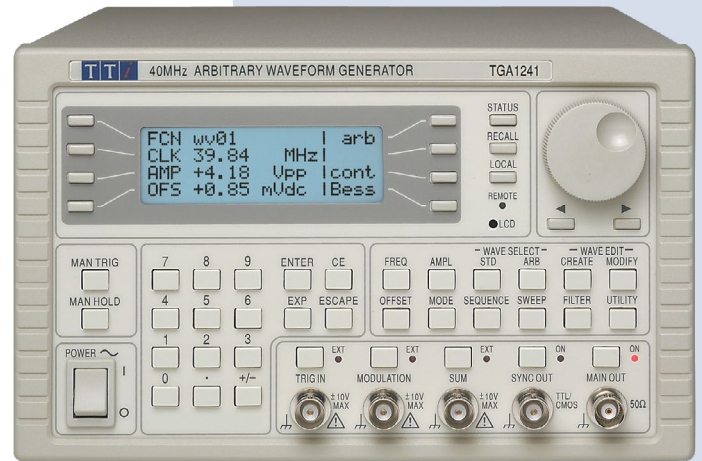 TTi 40MHz ARBITRARY WAVEFORM GENERATOR TGA1241
STATUS
FCN wv01 | arb
RECALL
CLK 39.84 MHz|
AMP +4.18 Vpp |cont
LOCAL
OFS +0.85 mVdc |Bess
REMOTE
LCD
MAN TRIG
7 8 9 ENTER CE
FREQ AMPL
WAVE SELECT
STD ARB
WAVE EDIT
CREATE MODIFY
MAN HOLD
4 5 6 EXP ESCAPE
OFFSET MODE SEQUENCE SWEEP FILTER UTILITY
POWER
I
O
1 2 3
0 . +/–
EXT EXT EXT ON ON
TRIG IN MODULATION SUM SYNC OUT MAIN OUT
±10V MAX
±10V MAX
±10V MAX
TTL/ CMOS
50Ω